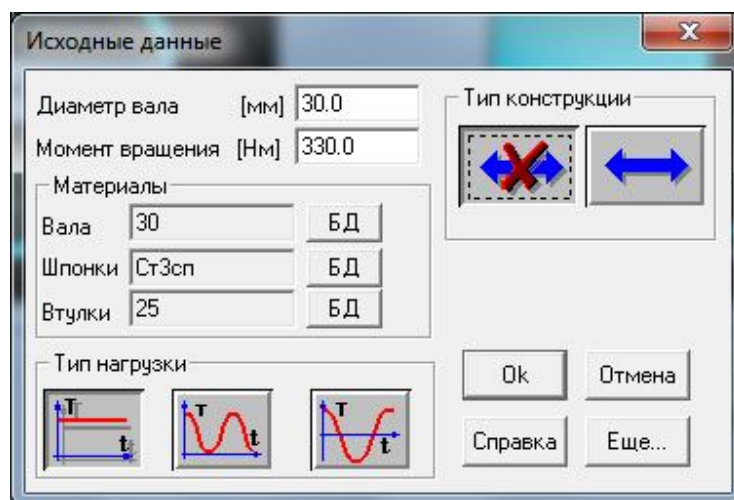 Исходные данные
Диаметр вала [мм] 30.0
Момент вращения [Нм] 330.0
Материалы
Вала 30 БД
Шпонки Ст3сп БД
Втулки 25 БД
Тип конструкции
Тип нагрузки
T t
T t
T t
Ok Отмена
Справка Еще...